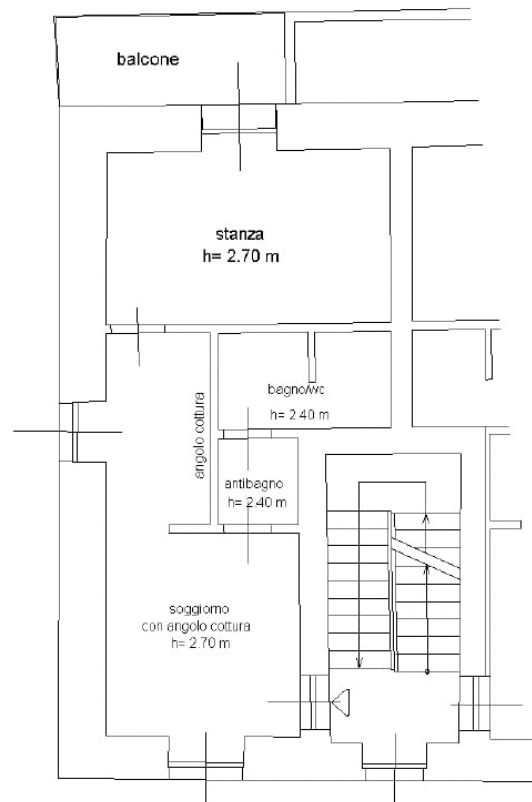 balcone
stanza
h= 2.70 m
angolo cottura
bagno/wc
h= 2.40 m
antibagno
h= 2.40 m
soggiorno
con angolo cottura
h= 2.70 m